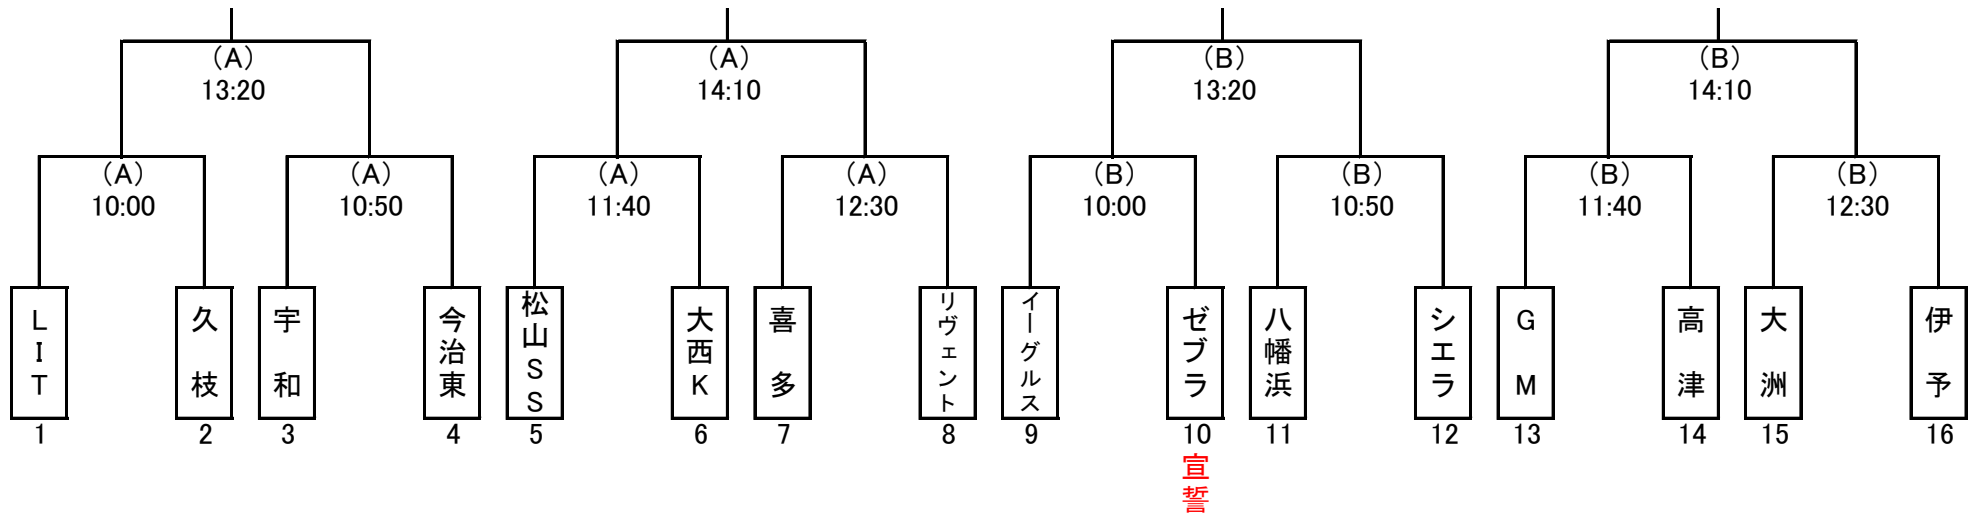 (A) (A) (B) (B)
13:20 14:10 13:20 14:10
(A) (A) (A) (A) (B) (B) (B) (B)
10:00 10:50 11:40 12:30 10:00 10:50 11:40 12:30
LIT
久枝
宇和
今治東
松山SS
大西K
喜多
リヴェント
イーグルス
ゼブラ
八幡浜
シエラ
GM
高津
大洲
伊予
1 2 3 4 5 6 7 8 9 10 11 12 13 14 15 16
宣誓